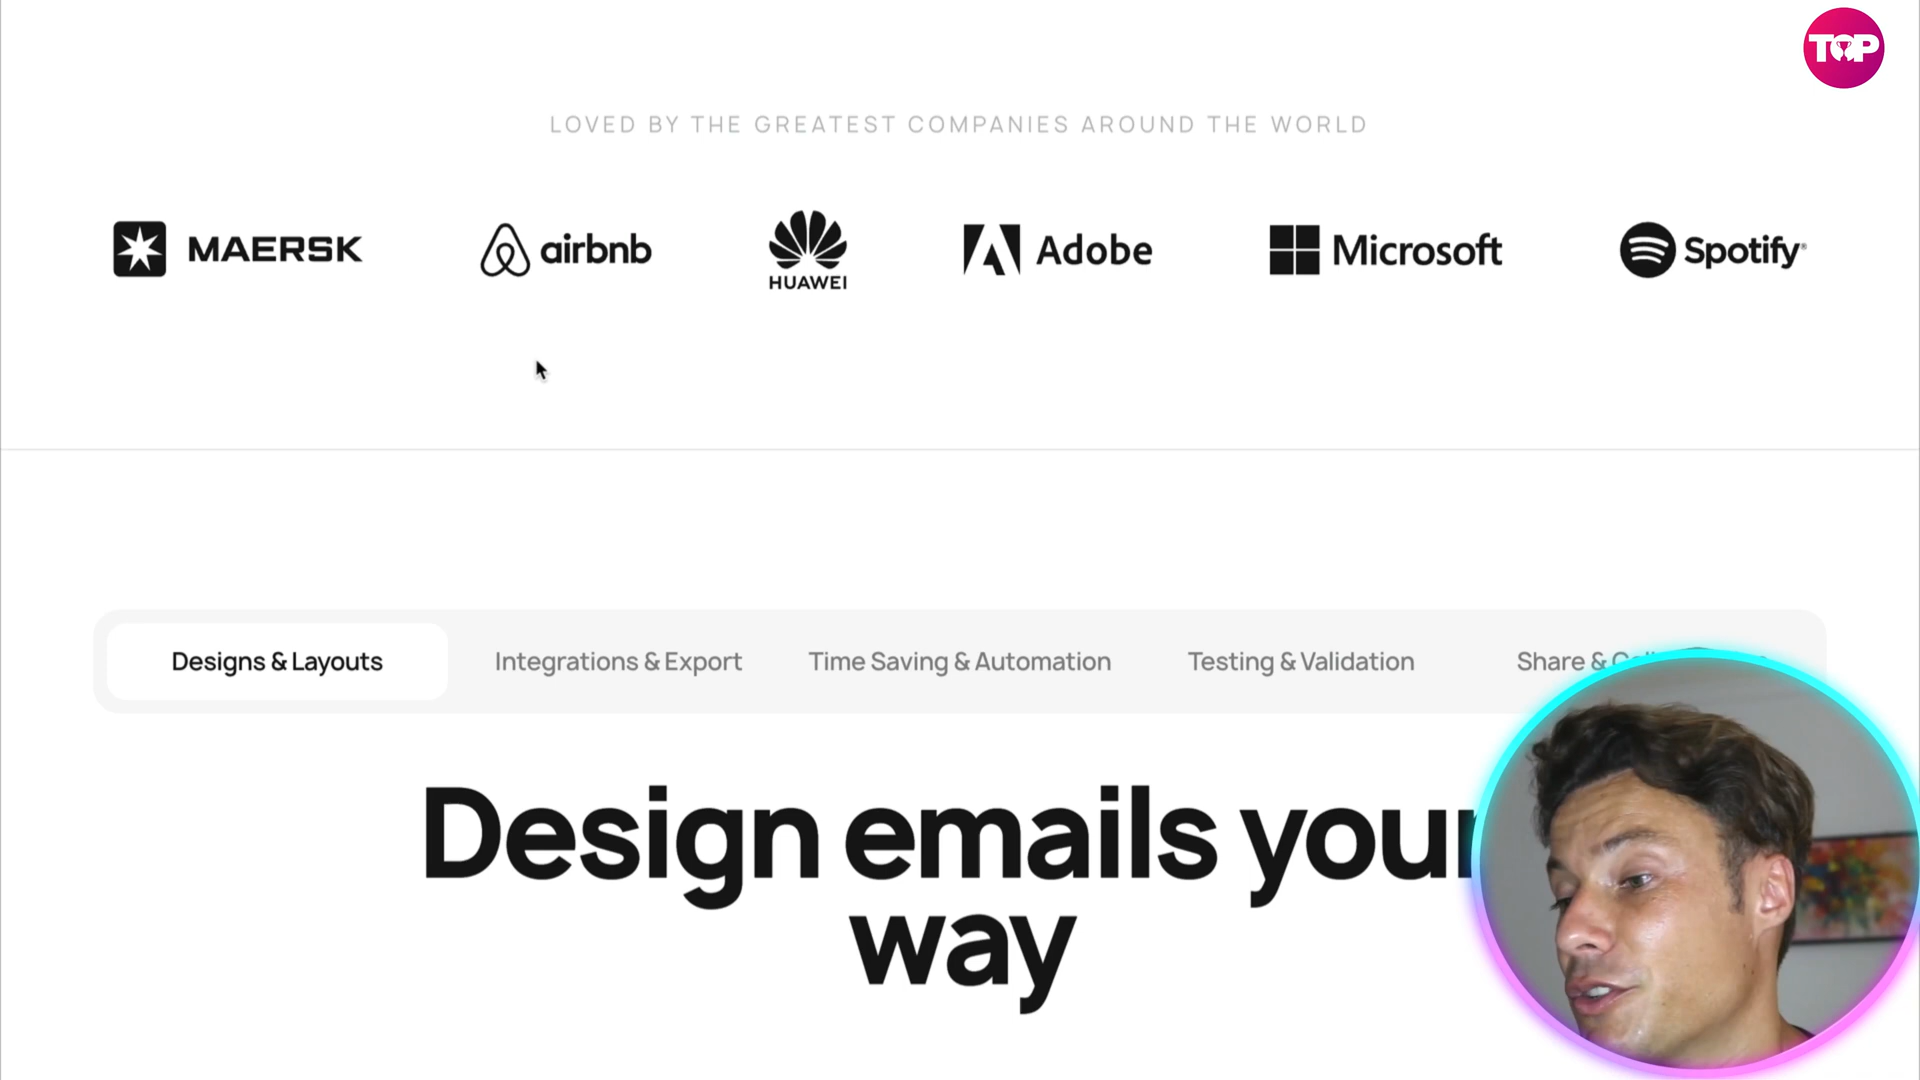 TOP
LOVED BY THE GREATEST COMPANIES AROUND THE WORLD
MAERSK
airbnb
HUAWEI
Adobe
Microsoft
Spotify®
Designs & Layouts
Integrations & Export
Time Saving & Automation
Testing & Validation
Share &
Design emails your
way